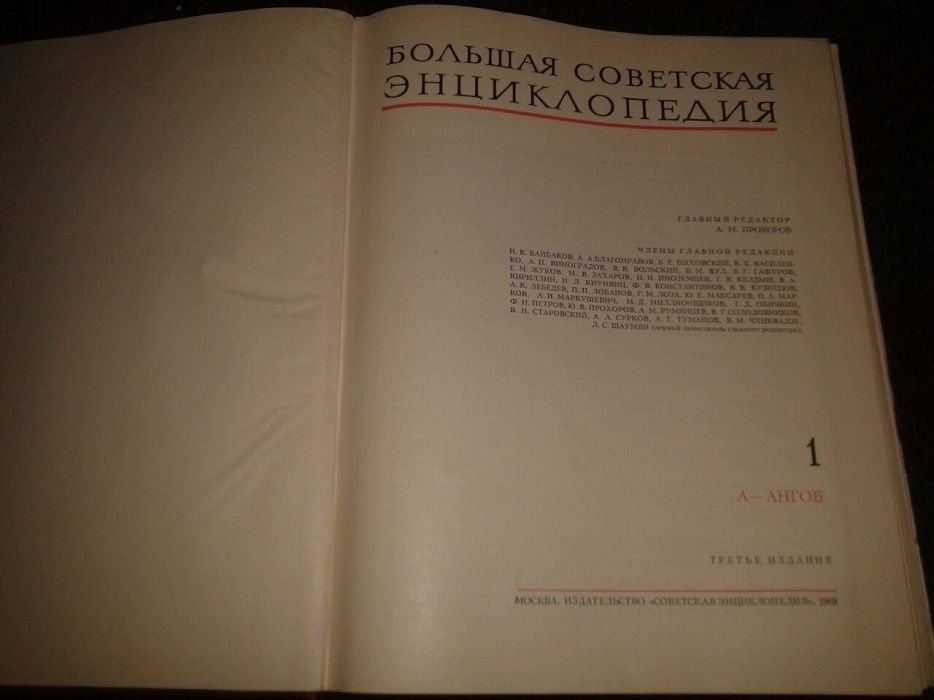 БОЛЬШАЯ СОВЕТСКАЯ
ЭНЦИКЛОПЕДИЯ
ГЛАВНЫЙ РЕДАКТОР
А. М. ПРОХОРОВ
ЧЛЕНЫ ГЛАВНОЙ РЕДАКЦИИ
Н. К. БАЙБАКОВ, А. А. БЛАГОНРАВОВ, Б. Е. БЫХОВСКИЙ, В. Х. ВАСИЛЕН-
КО, А. П. ВИНОГРАДОВ, В. В. ВОЛЬСКИЙ, Б. М. ВУЛ, Б. Г. ГАФУРОВ,
Е. М. ЖУКОВ, М. В. ЗАХАРОВ, Н. Н. ИНОЗЕМЦЕВ, Г. В. КЕЛДЫШ, В. А.
КИРИЛЛИН, И. Л. КНУНЯНЦ, Ф. В. КОНСТАНТИНОВ, В. В. КУЗНЕЦОВ,
А. К. ЛЕБЕДЕВ, П. П. ЛОБАНОВ, Г. М. ЛОЗА, Ю. Е. МАКСАРЕВ, П. А. МАР-
КОВ, А. И. МАРКУШЕВИЧ, М. Д. МИЛЛИОНЩИКОВ, Г. Д. ОБИЧКИН,
Ф. Н. ПЕТРОВ, Ю. В. ПРОХОРОВ, А. М. РУМЯНЦЕВ, В. Г. СОЛОДОВНИКОВ,
В. Н. СТАРОВСКИЙ, А. А. СУРКОВ, А. Т. ТУМАНОВ, В. М. ЧХИКВАДЗЕ,
Л. С. ШАУМЯН (первый заместитель главного редактора).
1
А—АНГОБ
ТРЕТЬЕ ИЗДАНИЕ
МОСКВА. ИЗДАТЕЛЬСТВО «СОВЕТСКАЯ ЭНЦИКЛОПЕДИЯ». 1969